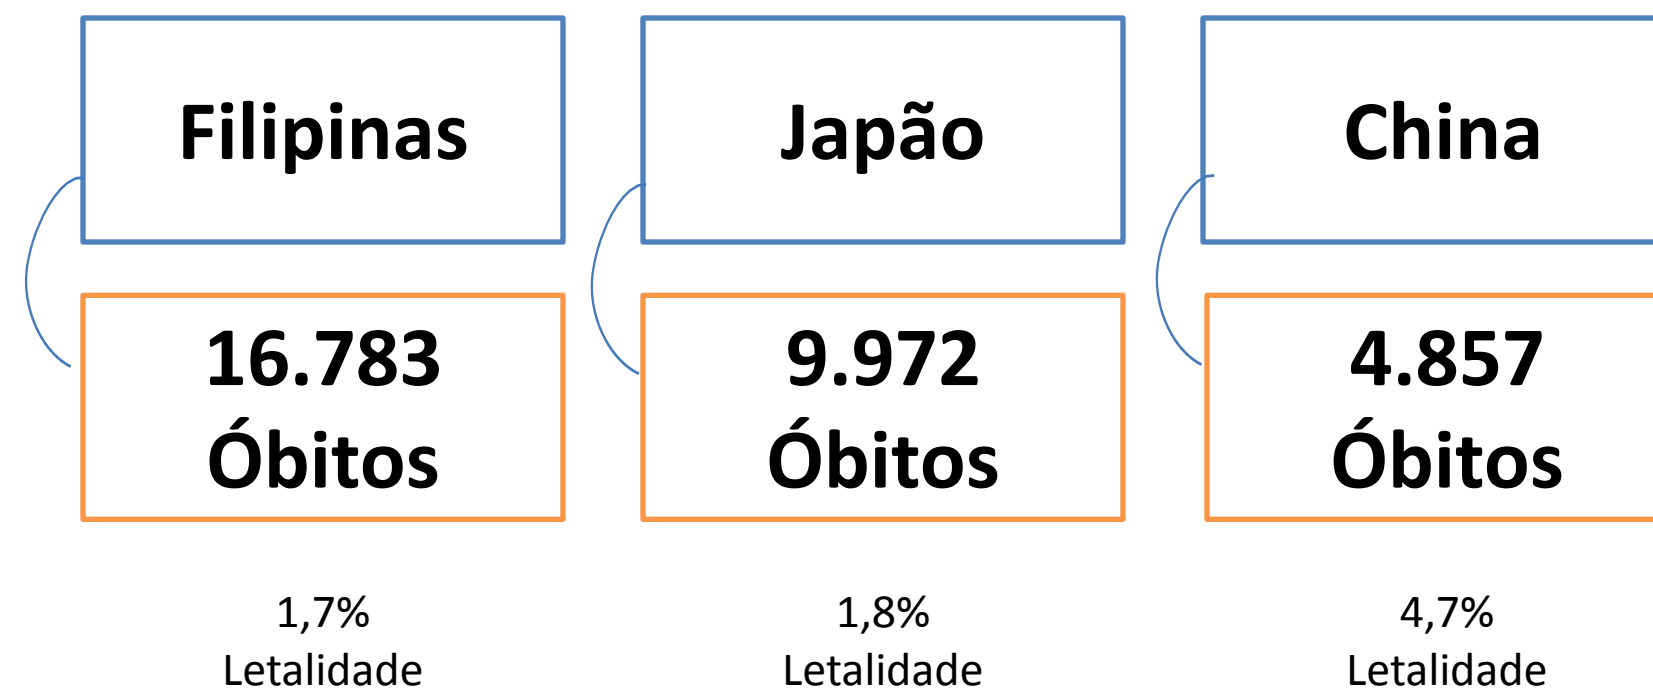 Filipinas
16.783
Óbitos
1,7%
Letalidade
Japão
9.972
Óbitos
1,8%
Letalidade
China
4.857
Óbitos
4,7%
Letalidade